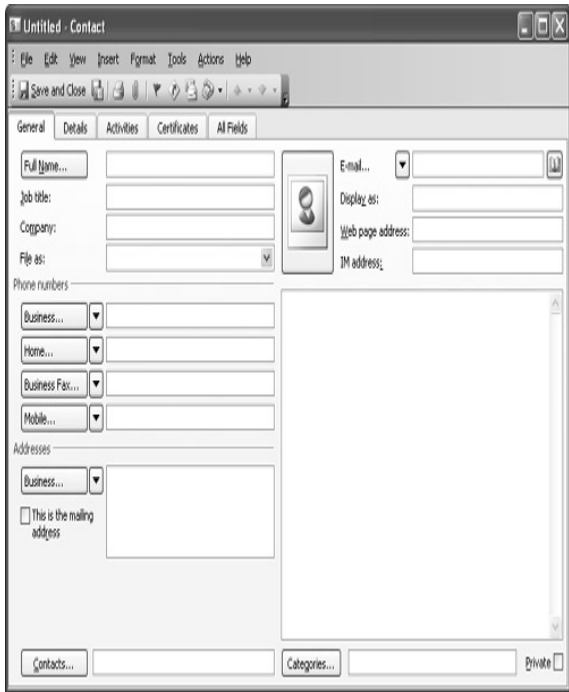 Untitled - Contact
File Edit View Insert Format Tools Actions Help
Save and Close
General Details Activities Certificates All Fields
Full Name...
Job title:
Company:
File as:
E-mail...
Display as:
Web page address:
IM address:
Phone numbers
Business...
Home...
Business Fax...
Mobile...
Addresses
Business...
This is the mailing
address
Contacts...
Categories...
Private